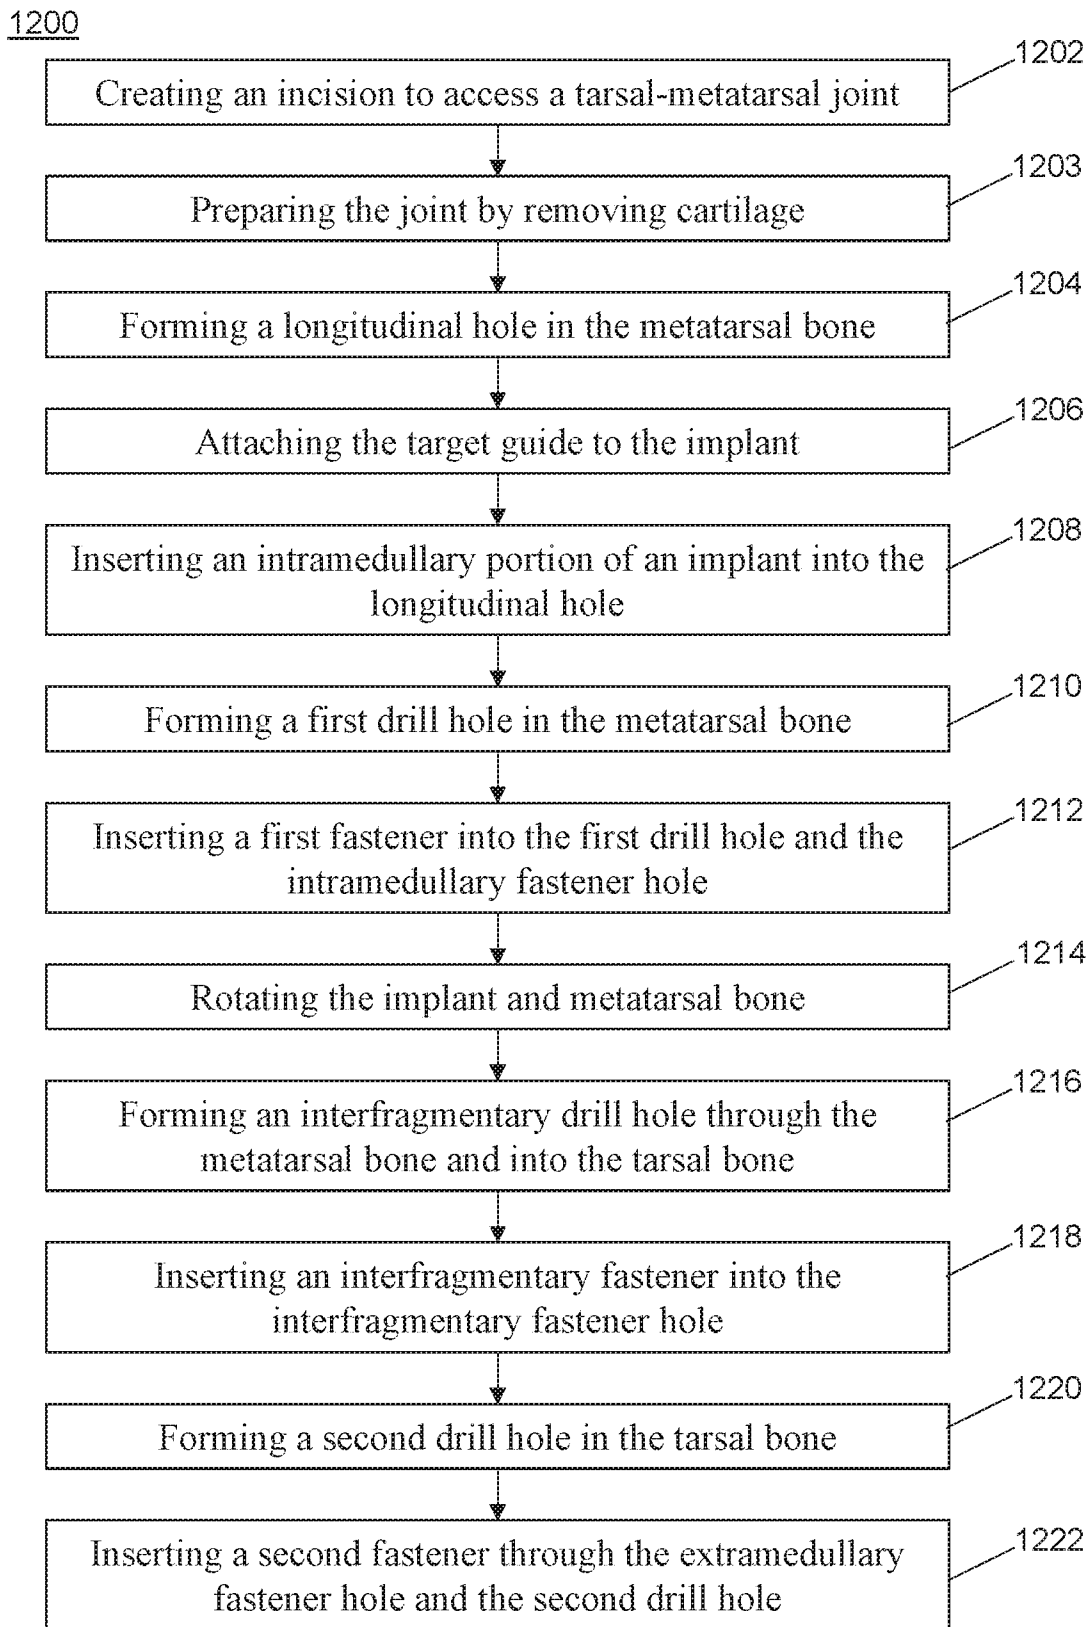 1200
1202
Creating an incision to access a tarsal-metatarsal joint
1203
Preparing the joint by removing cartilage
1204
Forming a longitudinal hole in the metatarsal bone
1206
Attaching the target guide to the implant
1208
Inserting an intramedullary portion of an implant into the
longitudinal hole
1210
Forming a first drill hole in the metatarsal bone
1212
Inserting a first fastener into the first drill hole and the
intramedullary fastener hole
1214
Rotating the implant and metatarsal bone
1216
Forming an interfragmentary drill hole through the
metatarsal bone and into the tarsal bone
1218
Inserting an interfragmentary fastener into the
interfragmentary fastener hole
1220
Forming a second drill hole in the tarsal bone
1222
Inserting a second fastener through the extramedullary
fastener hole and the second drill hole